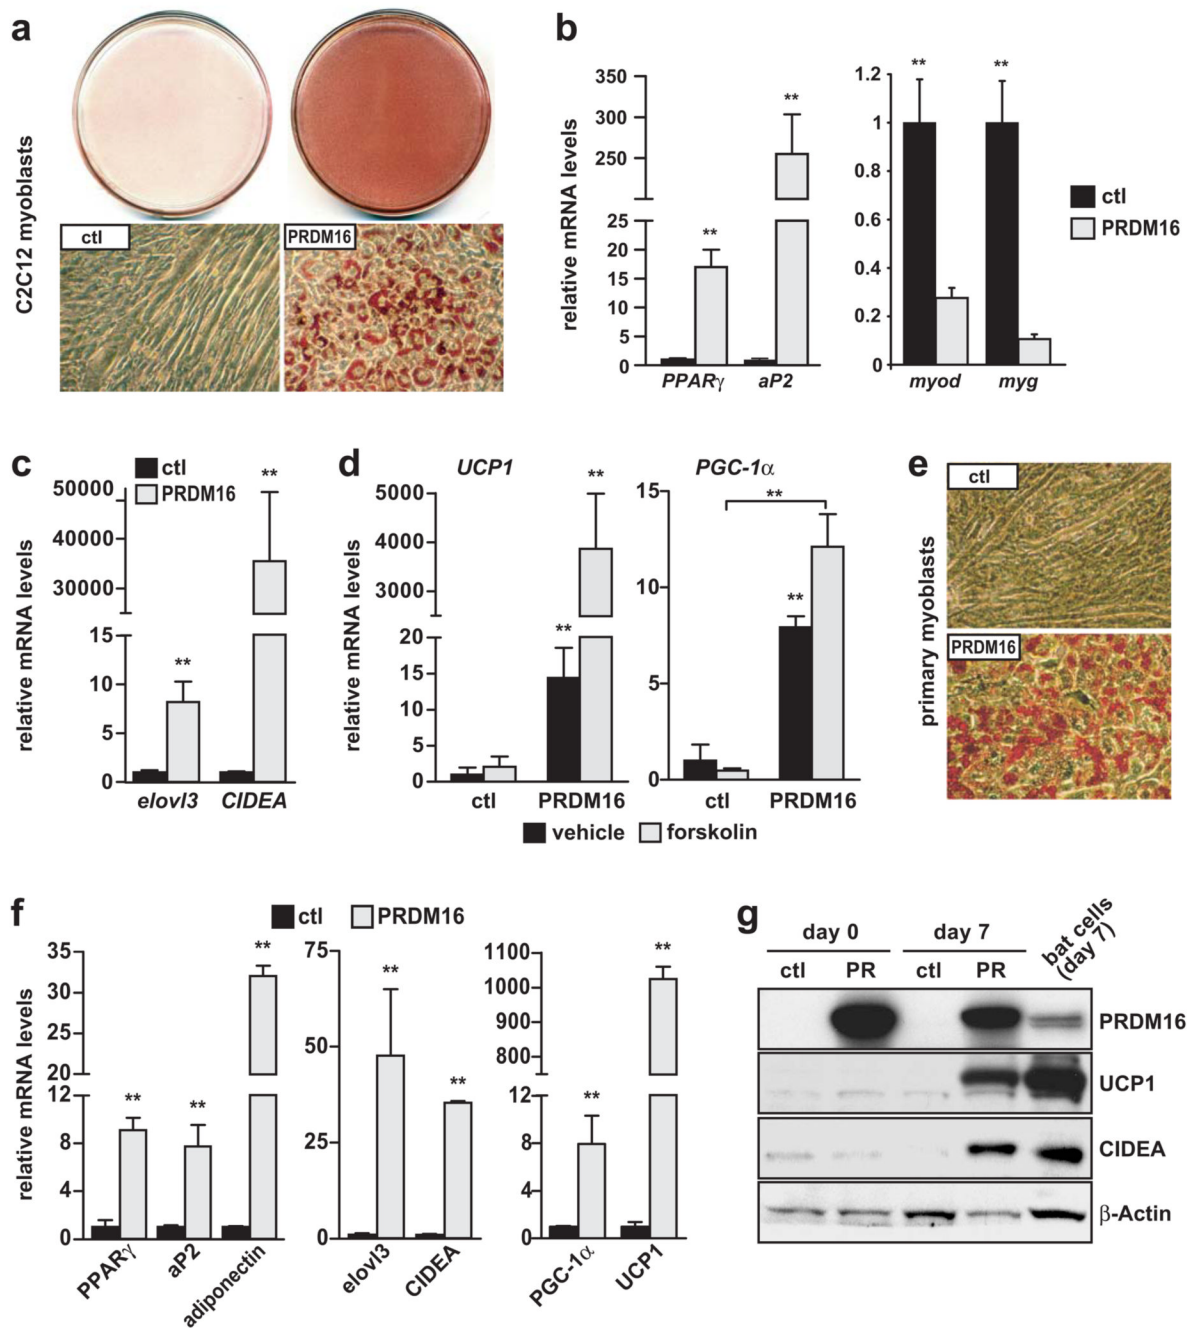 a
C2C12 myoblasts
ctl
PRDM16
b
relative mRNA levels
350
300
250
25
20
15
10
5
0
PPARγ
aP2
**
**
1.2
1
0.8
0.6
0.4
0.2
0
**
**
myod
myg
ctl
PRDM16
c
ctl
PRDM16
relative mRNA levels
50000
40000
30000
15
10
5
0
**
**
elovl3
CIDEA
d
UCP1
relative mRNA levels
5000
4000
3000
20
15
10
5
0
**
**
ctl
PRDM16
PGC-1α
15
10
5
0
**
**
ctl
PRDM16
vehicle
forskolin
e
primary myoblasts
ctl
PRDM16
f
ctl
PRDM16
relative mRNA levels
35
30
25
20
12
8
4
0
**
**
**
PPARγ
aP2
adiponectin
75
50
25
0
**
**
elovl3
CIDEA
1100
1000
900
800
12
8
4
0
**
**
PGC-1α
UCP1
g
day 0
day 7
bat cells
(day 7)
ctl
PR
ctl
PR
PRDM16
UCP1
CIDEA
β-Actin